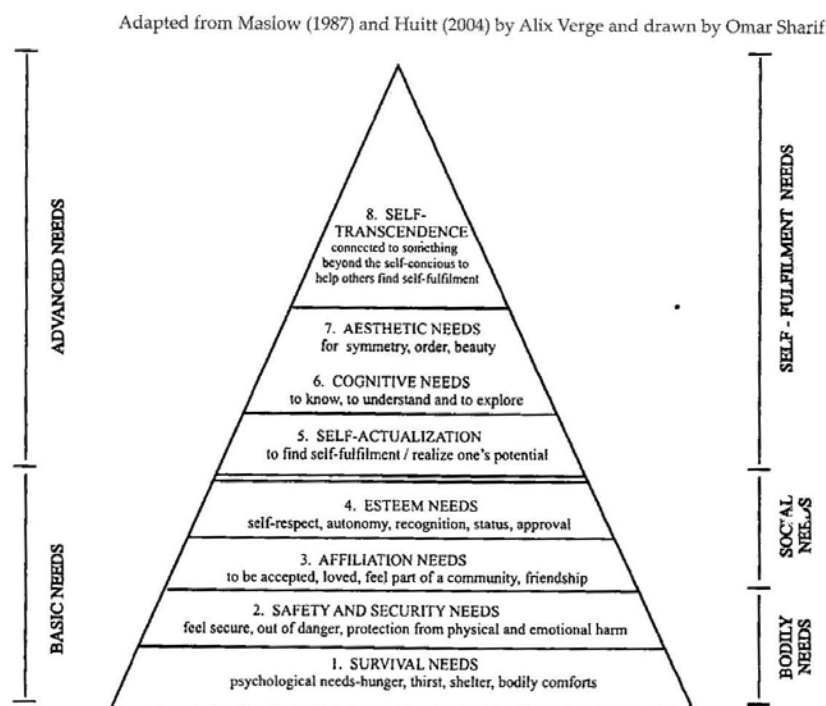 Adapted from Maslow (1987) and Huitt (2004) by Alix Verge and drawn by Omar Sharif
ADVANCED NEEDS
BASIC NEEDS
8. SELF-
TRANSCENDENCE
connected to something
beyond the self-concious to
help others find self-fulfilment
7. AESTHETIC NEEDS
for symmetry, order, beauty
6. COGNITIVE NEEDS
to know, to understand and to explore
5. SELF-ACTUALIZATION
to find self-fulfilment / realize one's potential
4. ESTEEM NEEDS
self-respect, autonomy, recognition, status, approval
3. AFFILIATION NEEDS
to be accepted, loved, feel part of a community, friendship
2. SAFETY AND SECURITY NEEDS
feel secure, out of danger, protection from physical and emotional harm
1. SURVIVAL NEEDS
psychological needs-hunger, thirst, shelter, bodily comforts
SELF - FULFILMENT NEEDS
SOCIAL
NEEDS
BODILY
NEEDS